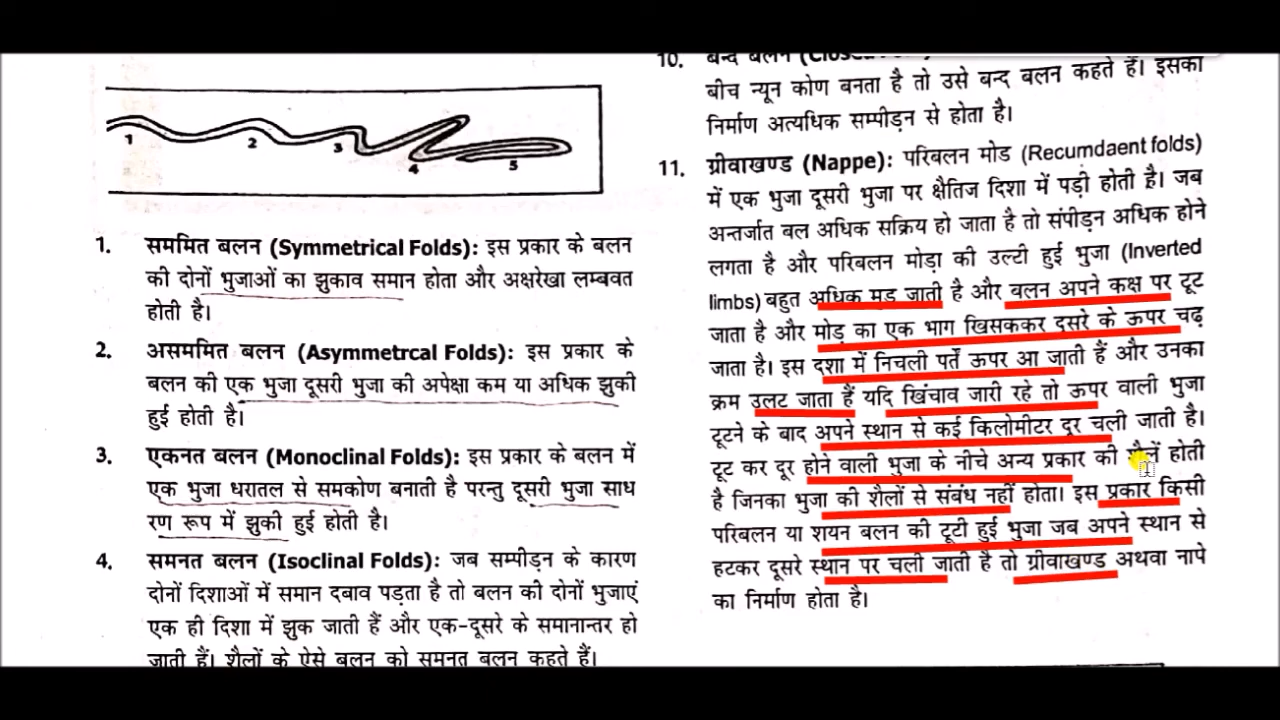 1 2 3 4 5
1. सममित बलन (Symmetrical Folds): इस प्रकार के बलन
की दोनों भुजाओं का झुकाव समान होता और अक्षरेखा लम्बवत
होती है।
2. असममित बलन (Asymmetrcal Folds): इस प्रकार के
बलन की एक भुजा दूसरी भुजा की अपेक्षा कम या अधिक झुकी
हुई होती है।
3. एकनत बलन (Monoclinal Folds): इस प्रकार के बलन में
एक भुजा धरातल से समकोण बनाती है परन्तु दूसरी भुजा साध
रण रूप में झुकी हुई होती है।
4. समनत बलन (Isoclinal Folds): जब सम्पीड़न के कारण
दोनों दिशाओं में समान दबाव पड़ता है तो बलन की दोनों भुजाएं
एक ही दिशा में झुक जाती हैं और एक-दूसरे के समानान्तर हो
जाती हैं। शैलों के ऐसे बलन को समनत बलन कहते हैं।
10. बन्द बलन
बीच न्यून कोण बनता है तो उसे बन्द बलन कहते हैं। इसका
निर्माण अत्यधिक सम्पीड़न से होता है।
11. ग्रीवाखण्ड (Nappe): परिबलन मोड (Recumdaent folds)
में एक भुजा दूसरी भुजा पर क्षैतिज दिशा में पड़ी होती है। जब
अन्तर्जात बल अधिक सक्रिय हो जाता है तो संपीड़न अधिक होने
लगता है और परिबलन मोडा़ की उल्टी हुई भुजा (Inverted
limbs) बहुत अधिक मुड़ जाती है और वलन अपने कक्ष पर टूट
जाता है और मोड़ का एक भाग खिसककर दूसरे के ऊपर चढ़
जाता है। इस दशा में निचली पर्तें ऊपर आ जाती हैं और उनका
क्रम उलट जाता हैं यदि खिंचाव जारी रहे तो ऊपर वाली भुजा
टूटने के बाद अपने स्थान से कई किलोमीटर दूर चली जाती है।
टूट कर दूर होने वाली भुजा के नीचे अन्य प्रकार की शैलें होती
है जिनका भुजा की शैलों से संबंध नहीं होता। इस प्रकार किसी
परिबलन या शयन बलन की टूटी हुई भुजा जब अपने स्थान से
हटकर दूसरे स्थान पर चली जाती है तो ग्रीवाखण्ड अथवा नापे
का निर्माण होता है।